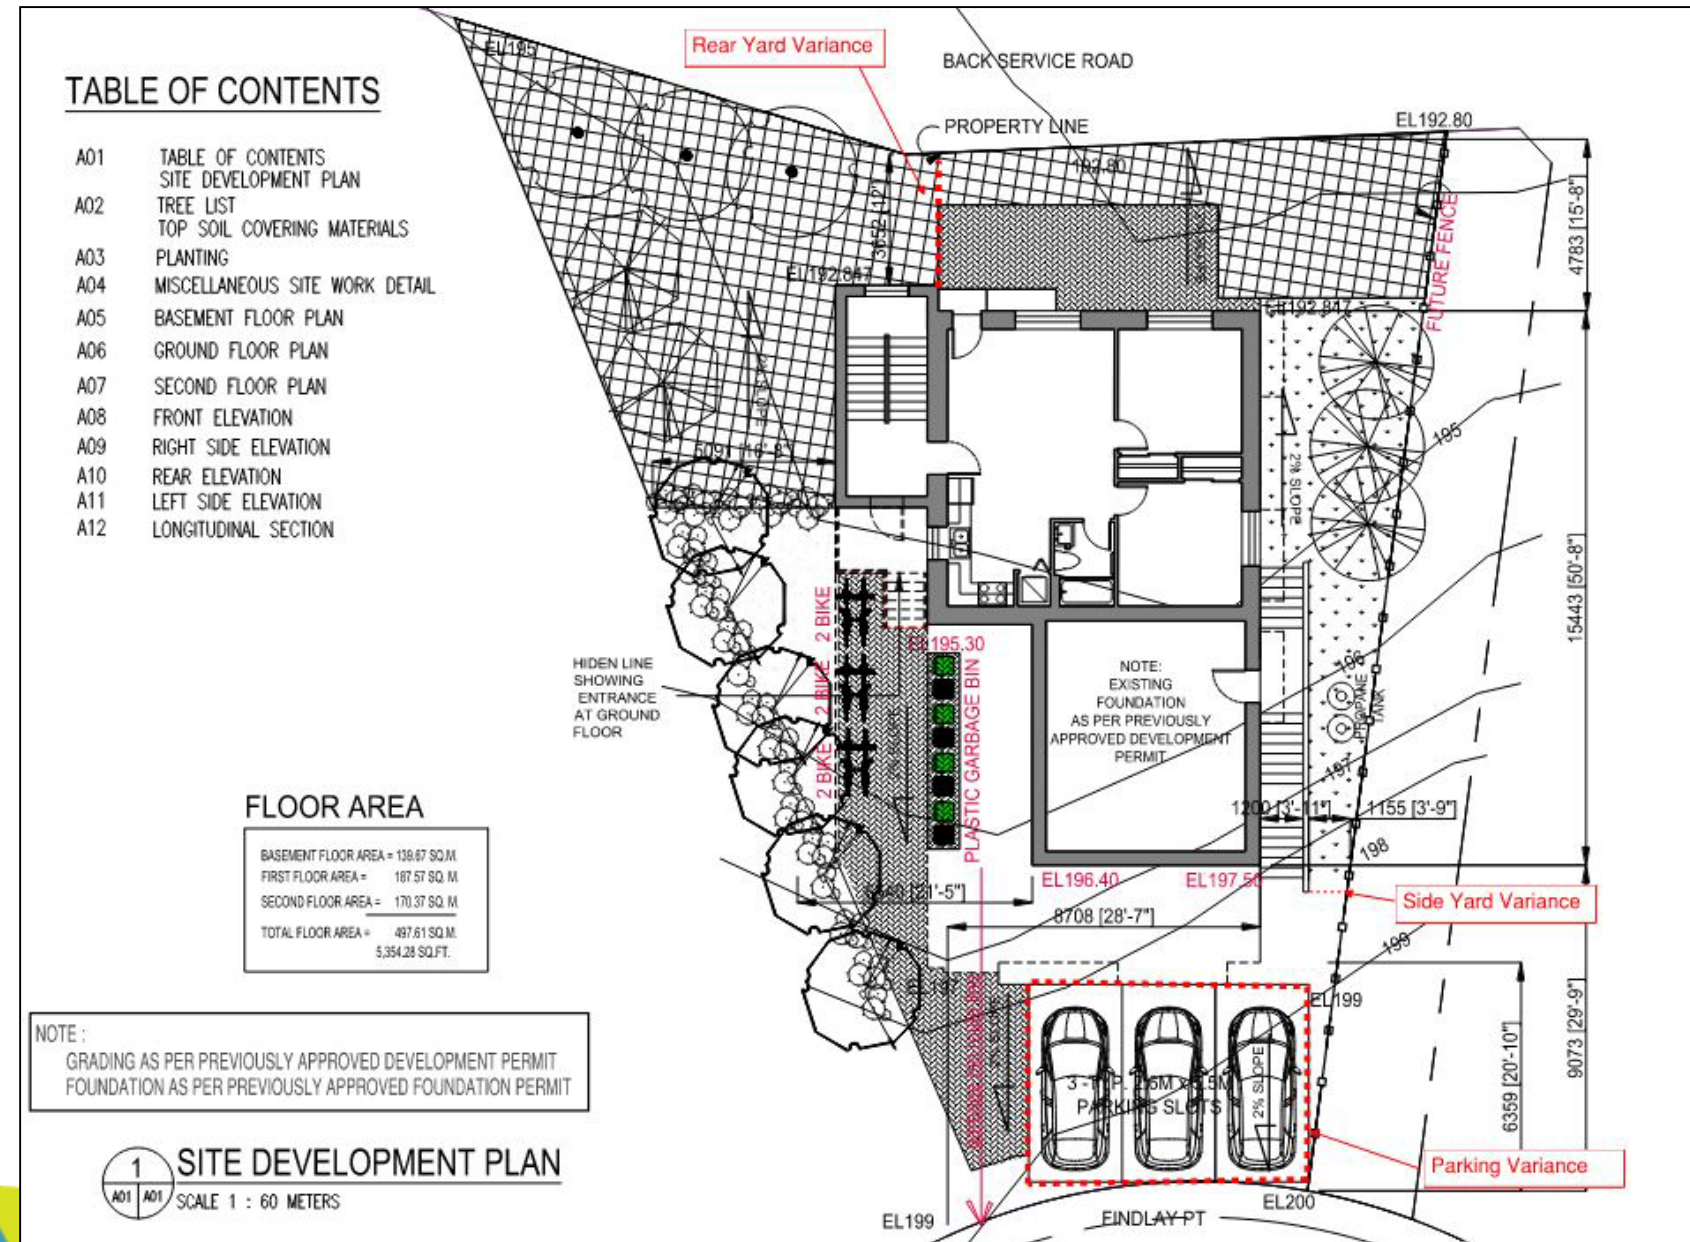 TABLE OF CONTENTS
A01 TABLE OF CONTENTS
SITE DEVELOPMENT PLAN
A02 TREE LIST
TOP SOIL COVERING MATERIALS
A03 PLANTING
A04 MISCELLANEOUS SITE WORK DETAIL
A05 BASEMENT FLOOR PLAN
A06 GROUND FLOOR PLAN
A07 SECOND FLOOR PLAN
A08 FRONT ELEVATION
A09 RIGHT SIDE ELEVATION
A10 REAR ELEVATION
A11 LEFT SIDE ELEVATION
A12 LONGITUDINAL SECTION
FLOOR AREA
BASEMENT FLOOR AREA = 139.67 SQ.M.
FIRST FLOOR AREA = 187.57 SQ. M.
SECOND FLOOR AREA = 170.37 SQ. M.
TOTAL FLOOR AREA = 497.61 SQ.M.
5,354.28 SQ.FT.
NOTE :
GRADING AS PER PREVIOUSLY APPROVED DEVELOPMENT PERMIT
FOUNDATION AS PER PREVIOUSLY APPROVED FOUNDATION PERMIT
1
A01 A01
SITE DEVELOPMENT PLAN
SCALE 1 : 60 METERS
EL195
Rear Yard Variance
BACK SERVICE ROAD
PROPERTY LINE
EL192.80
192.80
3652 [12']
4783 [15'-8"]
FUTURE FENCE
EL192.847
EL192.847
5091 [16'-8"]
2% SLOPE
195
15443 [50'-8"]
2 BIKE
2 BIKE
2 BIKE
EL195.30
PLASTIC GARBAGE BIN
HIDEN LINE
SHOWING
ENTRANCE
AT GROUND
FLOOR
NOTE:
EXISTING
FOUNDATION
AS PER PREVIOUSLY
APPROVED DEVELOPMENT
PERMIT
196
PROPANE
TANK
197
1200 [3'-11"]
1155 [3'-9"]
198
EL196.40
EL197.50
Side Yard Variance
8708 [28'-7"]
199
EL199
3 -TYP. 2.6M x 5.5M
PARKING SLOTS
2% SLOPE
6359 [20'-10"]
9073 [29'-9"]
Parking Variance
EL200
EL199
FINDLAY PT